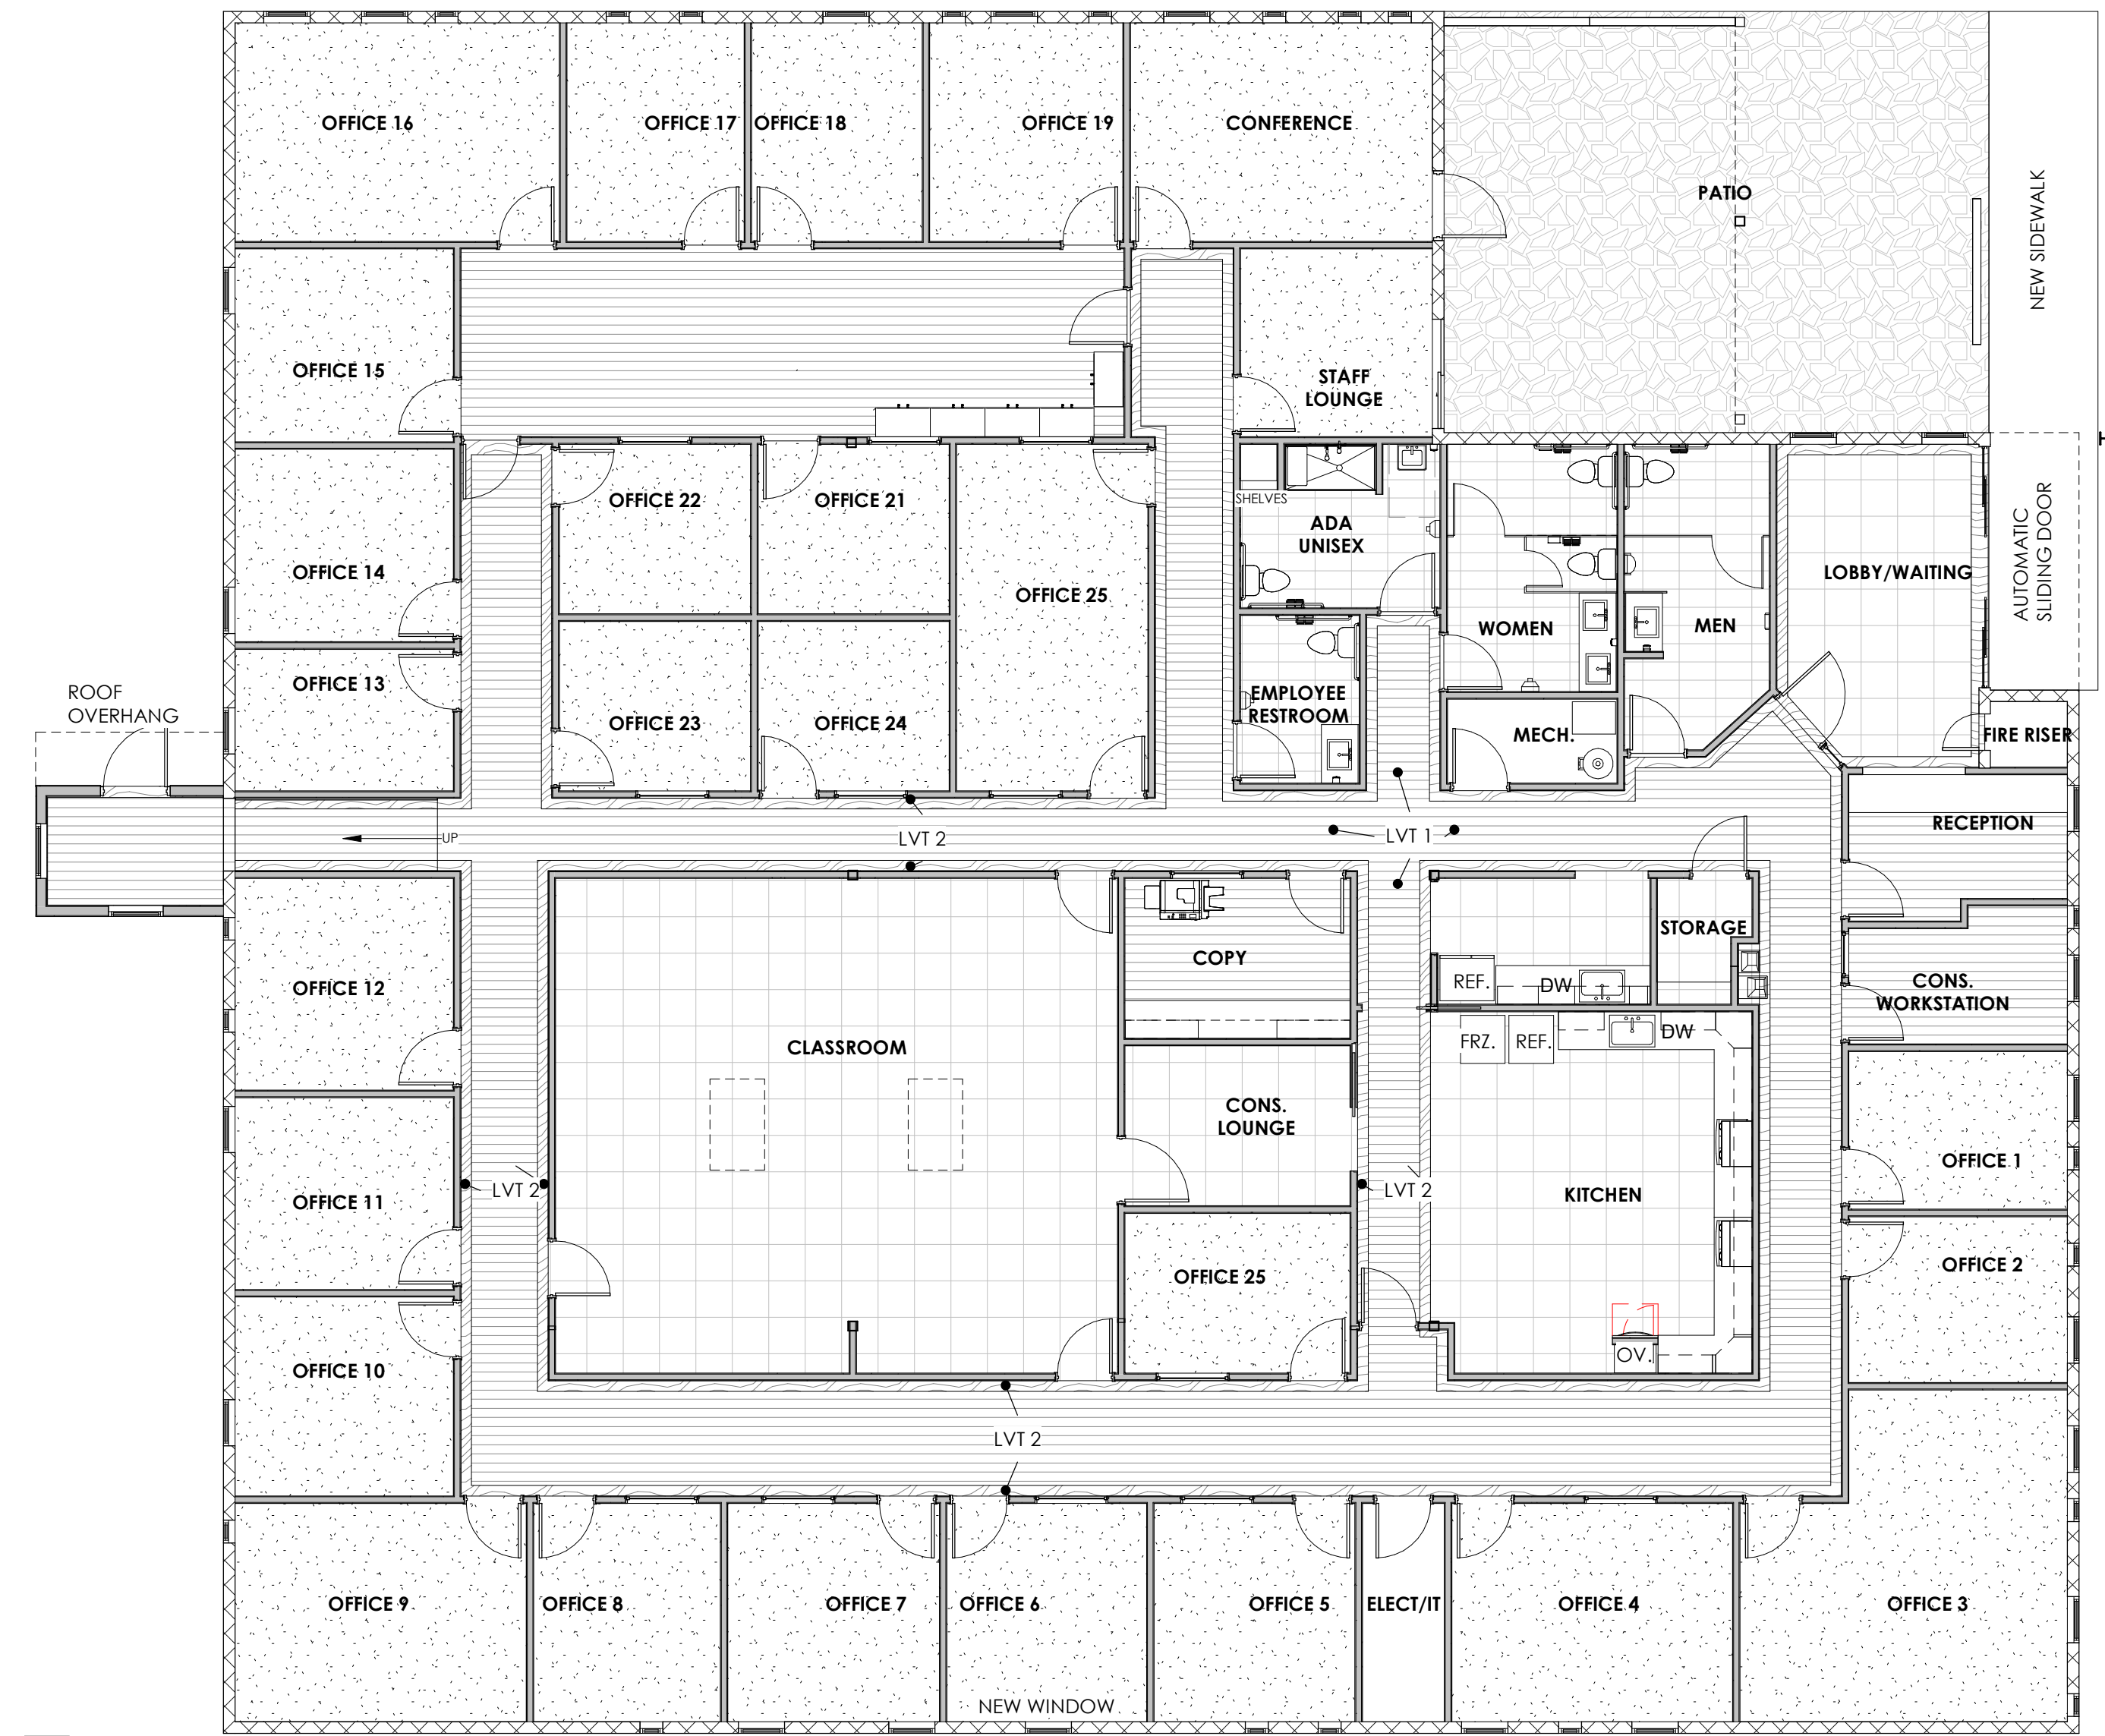 OFFICE 16
OFFICE 17
OFFICE 18
OFFICE 19
CONFERENCE
PATIO
NEW SIDEWALK
OFFICE 15
STAFF
LOUNGE
OFFICE 22
OFFICE 21
SHELVES
ADA
UNISEX
OFFICE 14
OFFICE 25
LOBBY/WAITING
AUTOMATIC
SLIDING DOOR
WOMEN
MEN
OFFICE 13
ROOF
OVERHANG
OFFICE 23
OFFICE 24
EMPLOYEE
RESTROOM
MECH.
FIRE RISER
UP
LVT 2
LVT 1
RECEPTION
STORAGE
COPY
REF.
DW
CONS.
WORKSTATION
OFFICE 12
CLASSROOM
FRZ.
REF.
DW
CONS.
LOUNGE
OFFICE 1
OFFICE 11
LVT 2
LVT 2
KITCHEN
OFFICE 25
OFFICE 2
OFFICE 10
OV.
LVT 2
OFFICE 9
OFFICE 8
OFFICE 7
OFFICE 6
OFFICE 5
ELECT/IT
OFFICE 4
OFFICE 3
NEW WINDOW